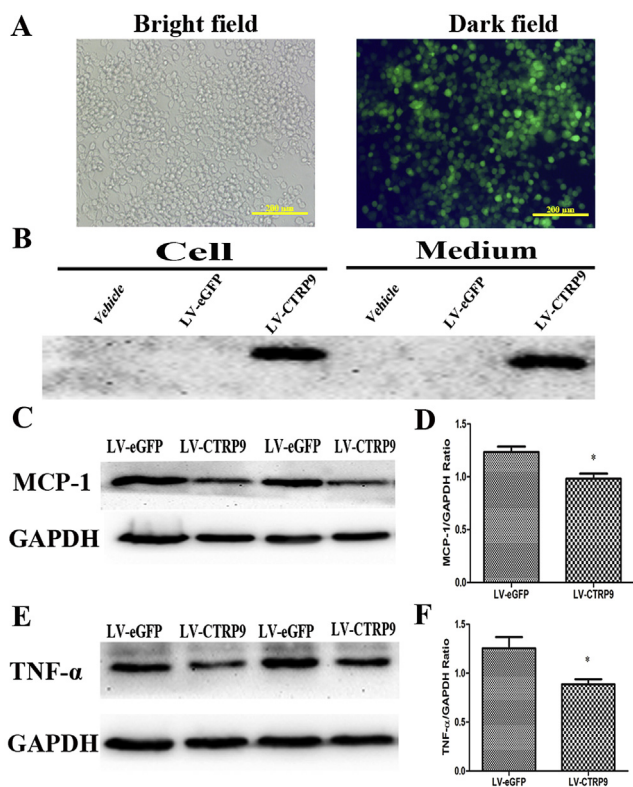 A
Bright field
Dark field
200 um
200 um
B
Cell
Medium
Vehicle
LV-eGFP
LV-CTRP9
Vehicle
LV-eGFP
LV-CTRP9
C
LV-eGFP LV-CTRP9 LV-eGFP LV-CTRP9
MCP-1
GAPDH
D
MCP-1/GAPDH Ratio
1.5
1.0
0.5
0.0
*
LV-eGFP
LV-CTRP9
E
LV-eGFP LV-CTRP9 LV-eGFP LV-CTRP9
TNF-α
GAPDH
F
TNF-α/GAPDH Ratio
1.5
1.0
0.5
0.0
*
LV-eGFP
LV-CTRP9